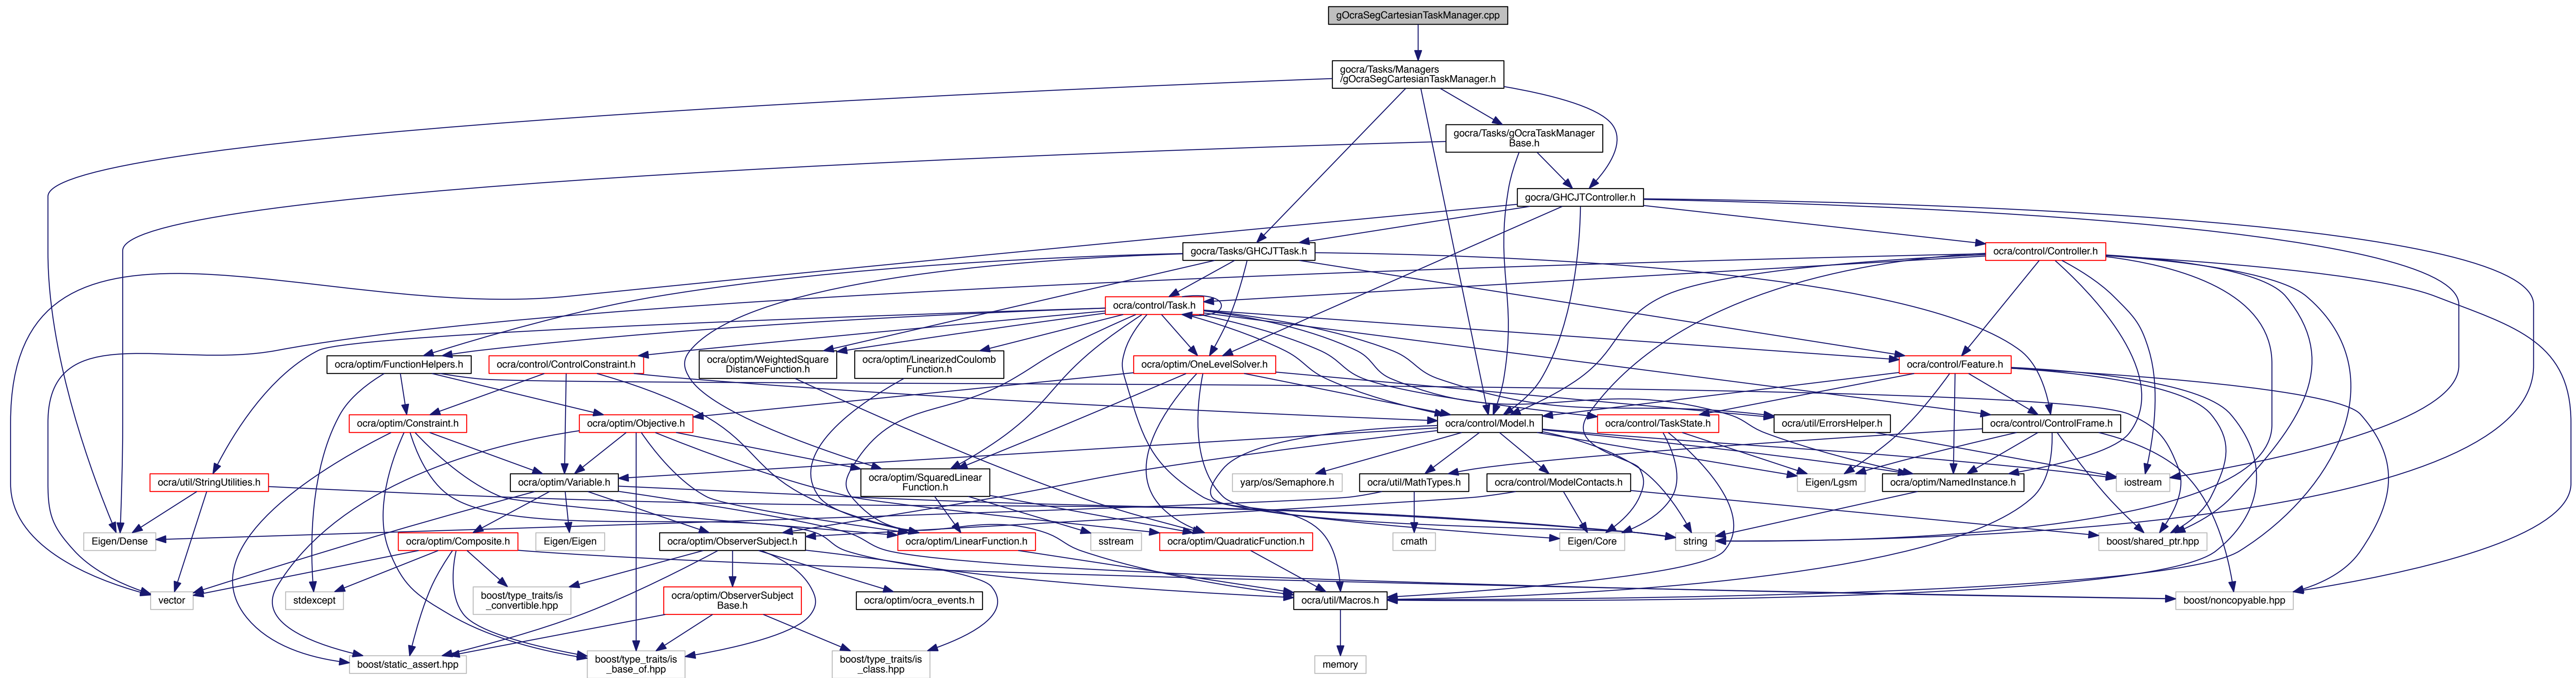 gOcraSegCartesianTaskManager.cpp
gocra/Tasks/Managers
/gOcraSegCartesianTaskManager.h
gocra/Tasks/gOcraTaskManager
Base.h
gocra/GHCJTController.h
gocra/Tasks/GHCJTTask.h
ocra/control/Controller.h
ocra/control/Task.h
ocra/optim/FunctionHelpers.h
ocra/control/ControlConstraint.h
ocra/optim/WeightedSquare
DistanceFunction.h
ocra/optim/LinearizedCoulomb
Function.h
ocra/optim/OneLevelSolver.h
ocra/control/Feature.h
ocra/optim/Constraint.h
ocra/optim/Objective.h
ocra/control/Model.h
ocra/control/TaskState.h
ocra/util/ErrorsHelper.h
ocra/control/ControlFrame.h
ocra/util/StringUtilities.h
ocra/optim/Variable.h
ocra/optim/SquaredLinear
Function.h
yarp/os/Semaphore.h
ocra/util/MathTypes.h
ocra/control/ModelContacts.h
Eigen/Lgsm
ocra/optim/NamedInstance.h
iostream
Eigen/Dense
ocra/optim/Composite.h
Eigen/Eigen
ocra/optim/ObserverSubject.h
ocra/optim/LinearFunction.h
sstream
ocra/optim/QuadraticFunction.h
cmath
Eigen/Core
string
boost/shared_ptr.hpp
vector
stdexcept
boost/type_traits/is
_convertible.hpp
ocra/optim/ObserverSubject
Base.h
ocra/optim/ocra_events.h
ocra/util/Macros.h
boost/noncopyable.hpp
boost/static_assert.hpp
boost/type_traits/is
_base_of.hpp
boost/type_traits/is
_class.hpp
memory